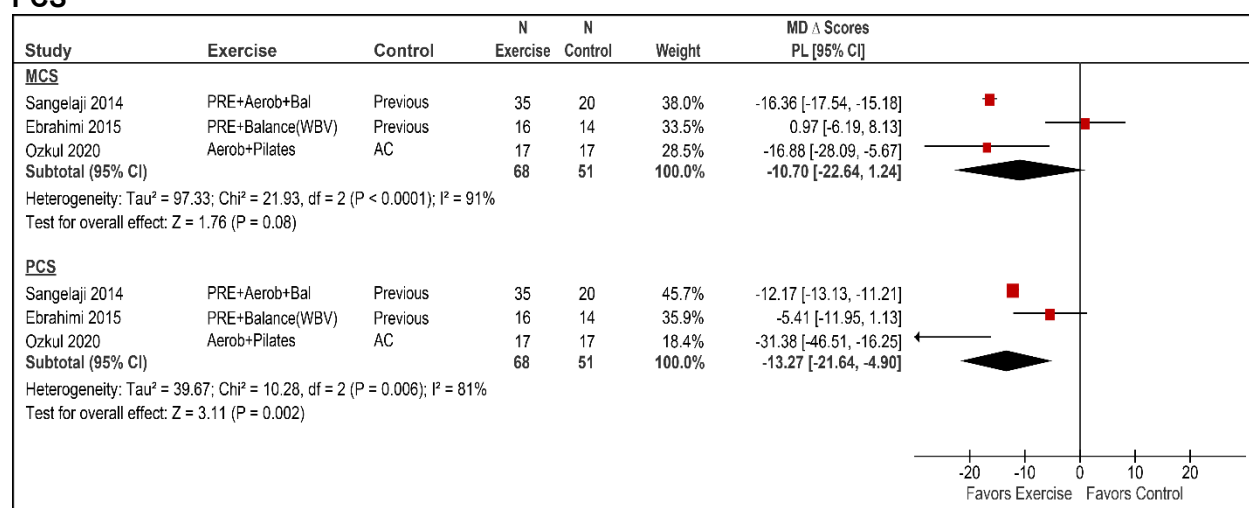 PCS
N N MD Δ Scores
Study Exercise Control Exercise Control Weight PL [95% CI]
MCS
Sangelaji 2014 PRE+Aerob+Bal Previous 35 20 38.0% -16.36 [-17.54, -15.18]
Ebrahimi 2015 PRE+Balance(WBV) Previous 16 14 33.5% 0.97 [-6.19, 8.13]
Ozkul 2020 Aerob+Pilates AC 17 17 28.5% -16.88 [-28.09, -5.67]
Subtotal (95% CI) 68 51 100.0% -10.70 [-22.64, 1.24]
Heterogeneity: Tau² = 97.33; Chi² = 21.93, df = 2 (P < 0.0001); I² = 91%
Test for overall effect: Z = 1.76 (P = 0.08)
PCS
Sangelaji 2014 PRE+Aerob+Bal Previous 35 20 45.7% -12.17 [-13.13, -11.21]
Ebrahimi 2015 PRE+Balance(WBV) Previous 16 14 35.9% -5.41 [-11.95, 1.13]
Ozkul 2020 Aerob+Pilates AC 17 17 18.4% -31.38 [-46.51, -16.25]
Subtotal (95% CI) 68 51 100.0% -13.27 [-21.64, -4.90]
Heterogeneity: Tau² = 39.67; Chi² = 10.28, df = 2 (P = 0.006); I² = 81%
Test for overall effect: Z = 3.11 (P = 0.002)
-20 -10 0 10 20
Favors Exercise Favors Control